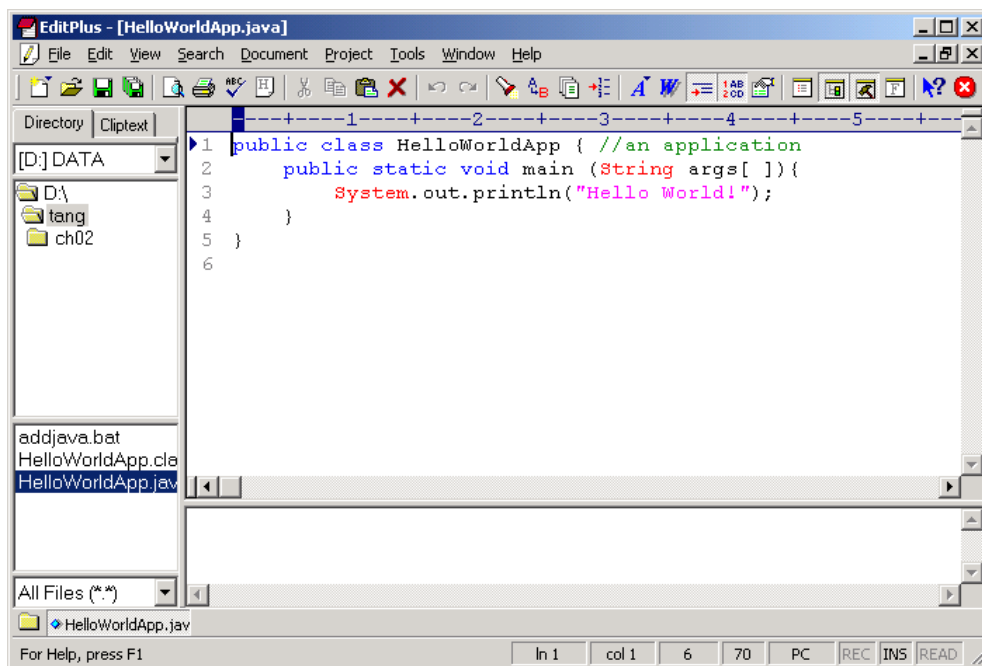 EditPlus - [HelloWorldApp.java]
File Edit View Search Document Project Tools Window Help
Directory Cliptext
----+----1----+----2----+----3----+----4----+----5----+---
[D:] DATA
D:\
tang
ch02
1 public class HelloWorldApp { //an application
2 public static void main (String args[ ]){
3 System.out.println("Hello World!");
4 }
5 }
6
addjava.bat
HelloWorldApp.cla
HelloWorldApp.jav
All Files (*.*)
HelloWorldApp.jav
For Help, press F1 ln 1 col 1 6 70 PC REC INS READ